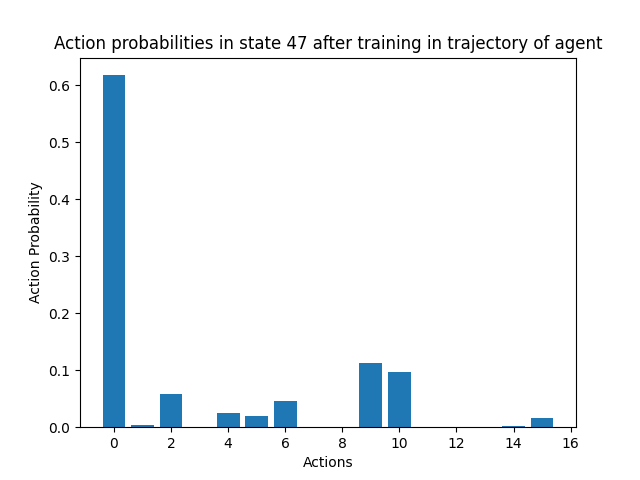 Action probabilities in state 47 after training in trajectory of agent
0.6
0.5
0.4
0.3
0.2
0.1
0.0
Action Probability
0 2 4 6 8 10 12 14 16
Actions